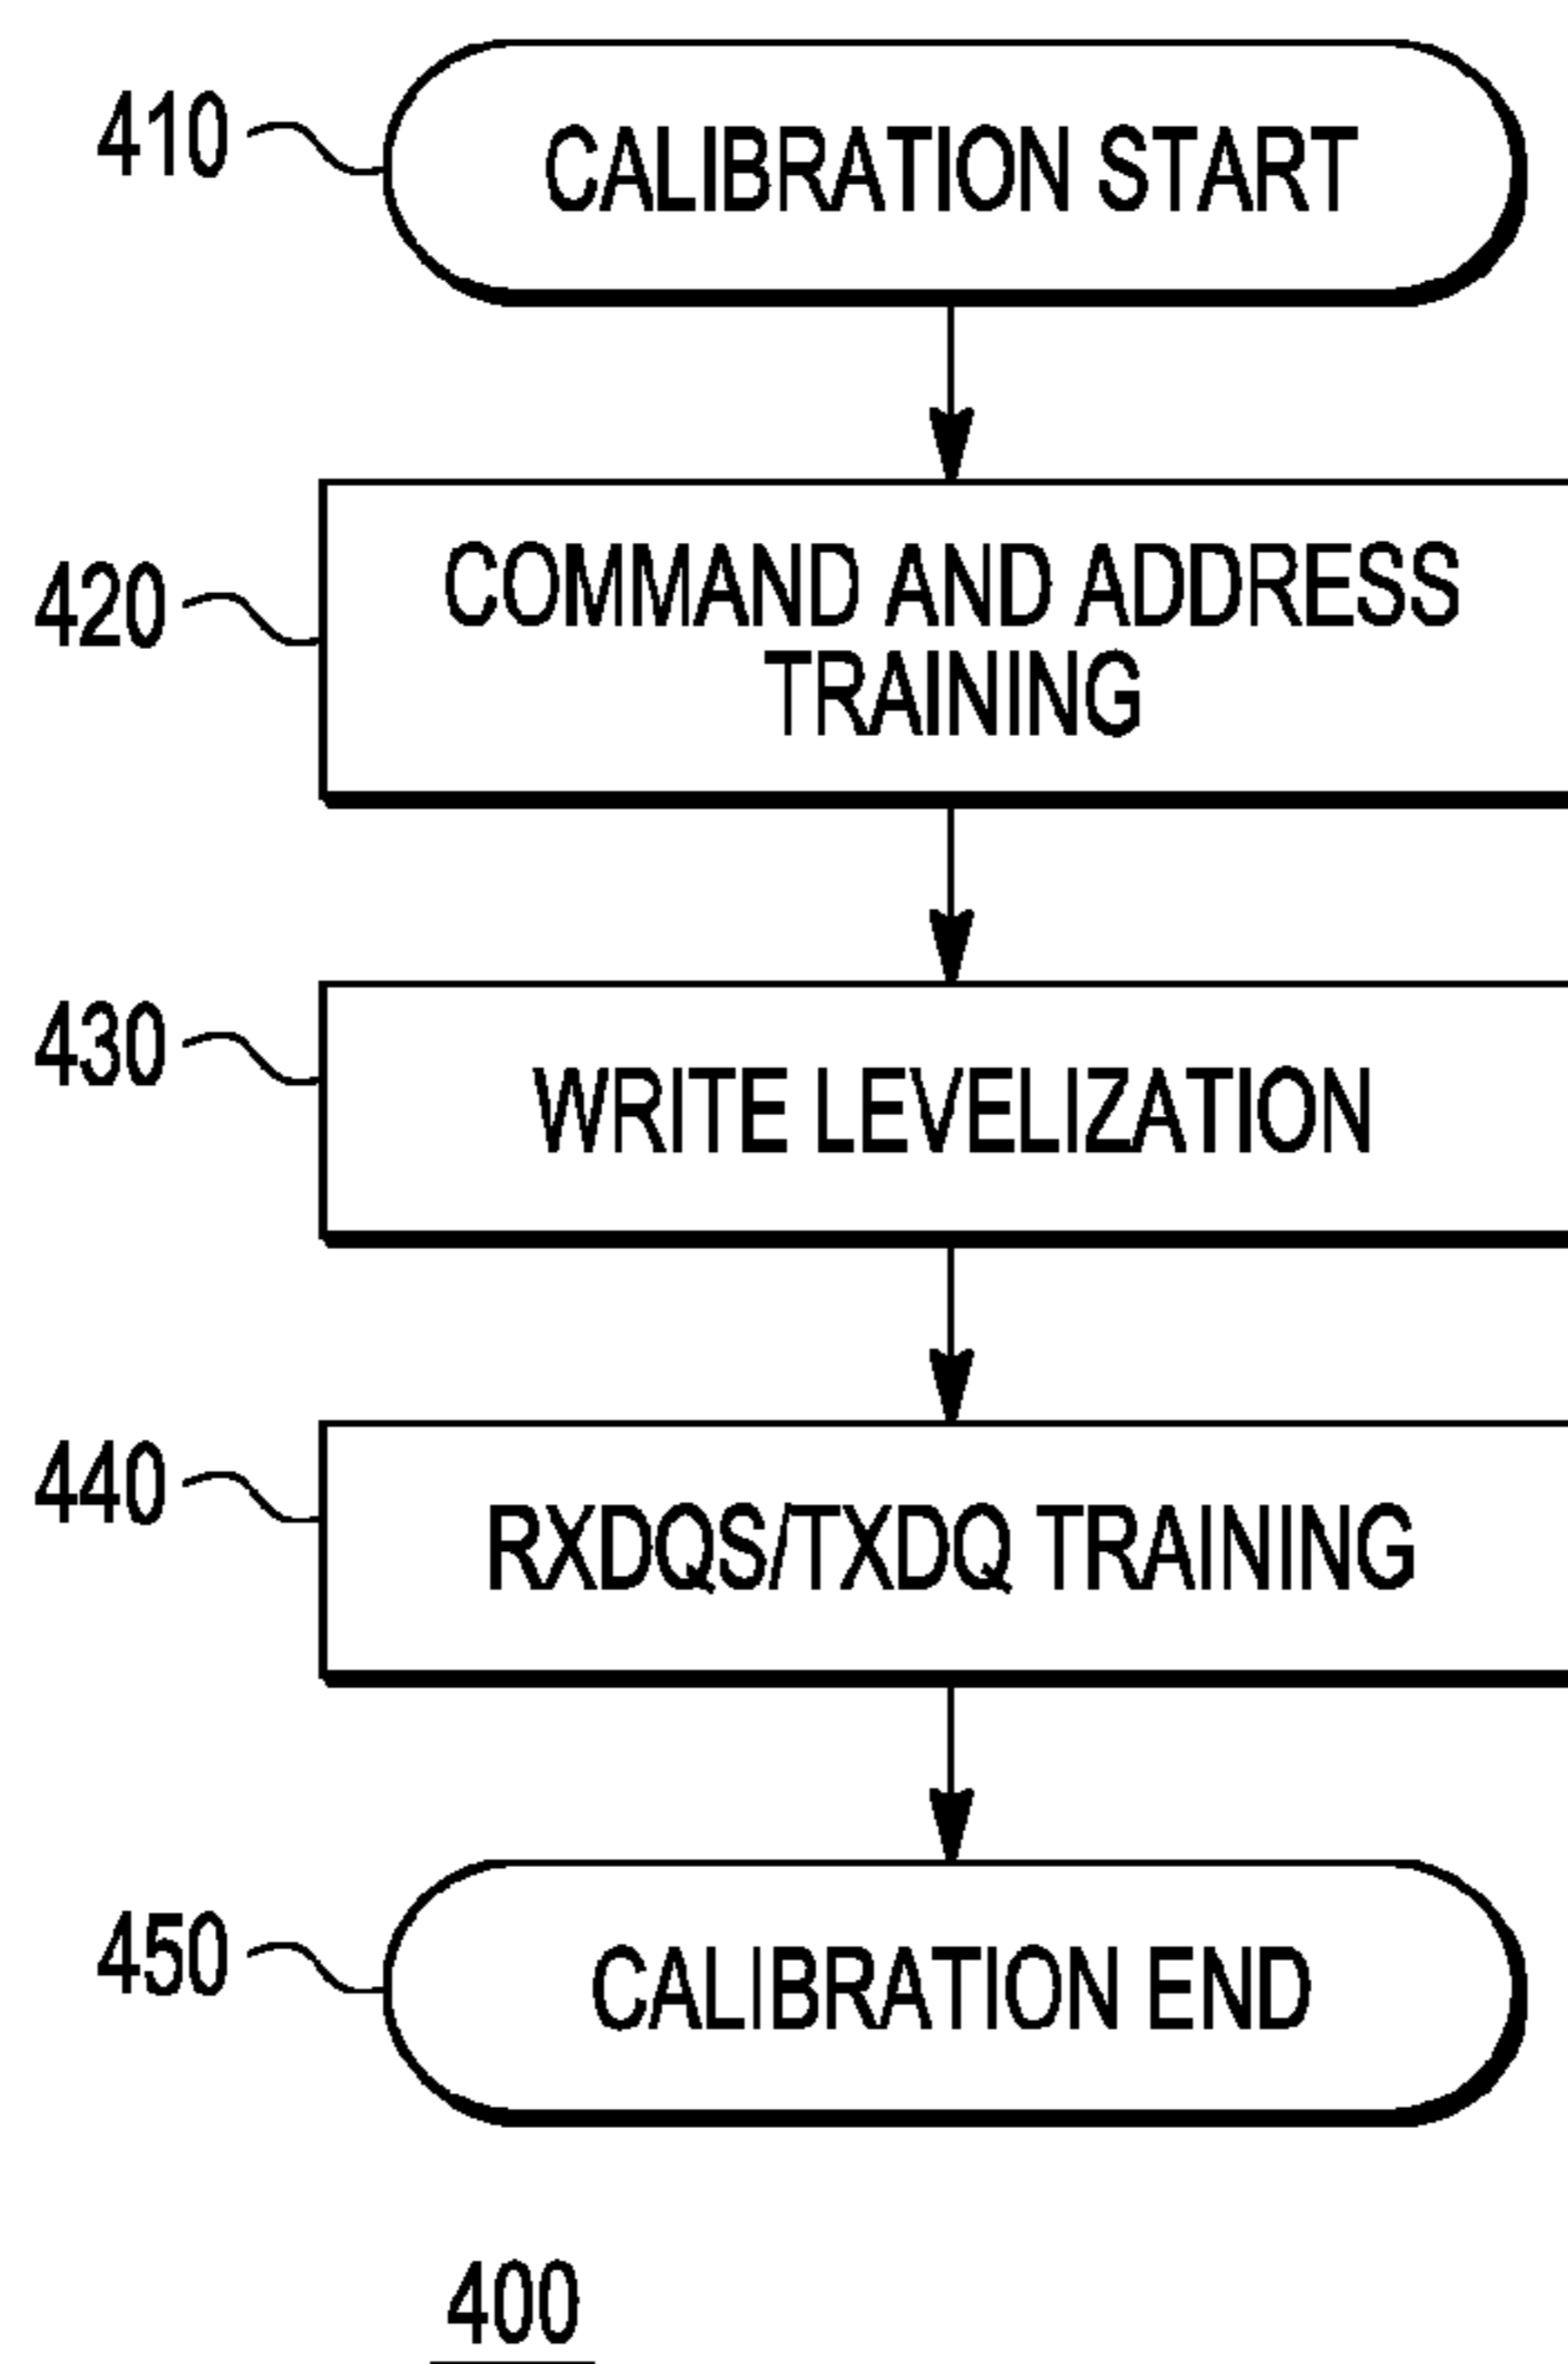 410
CALIBRATION START
420
COMMAND AND ADDRESS
TRAINING
430
WRITE LEVELIZATION
440
RXDQS/TXDQ TRAINING
450
CALIBRATION END
400